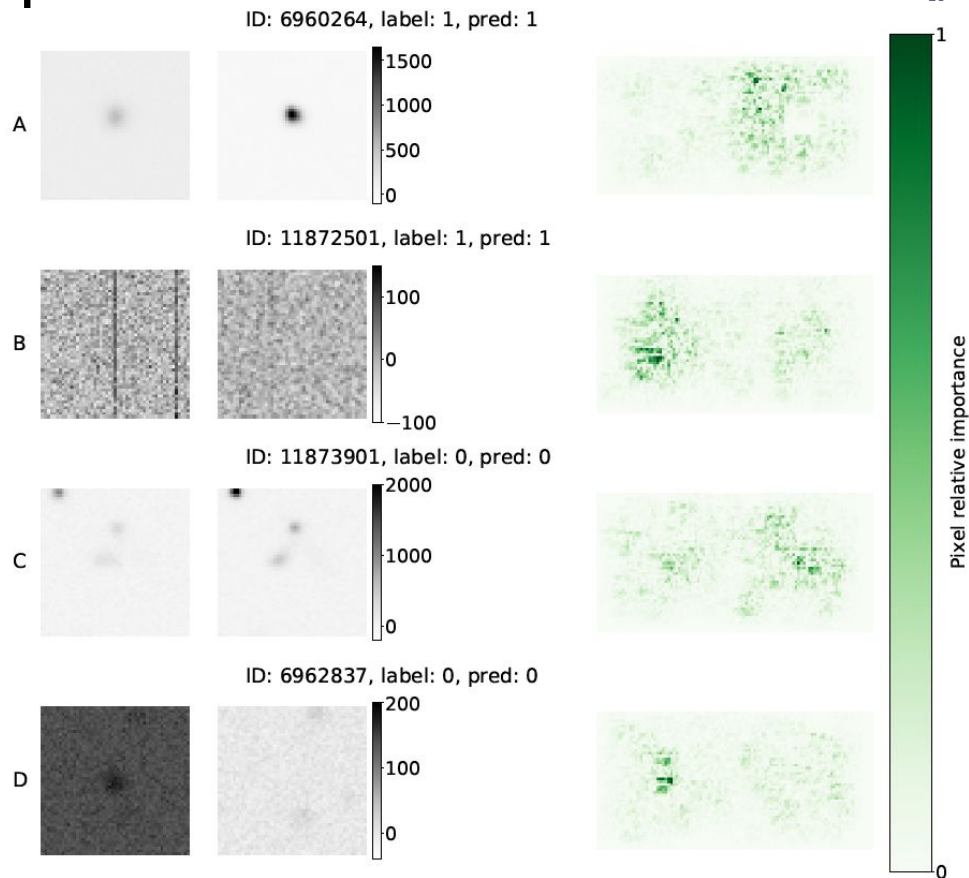 ID: 6960264, label: 1, pred: 1
A
1500
1000
500
0
ID: 11872501, label: 1, pred: 1
B
100
0
−100
ID: 11873901, label: 0, pred: 0
C
2000
1000
0
ID: 6962837, label: 0, pred: 0
D
200
100
0
1
Pixel relative importance
0